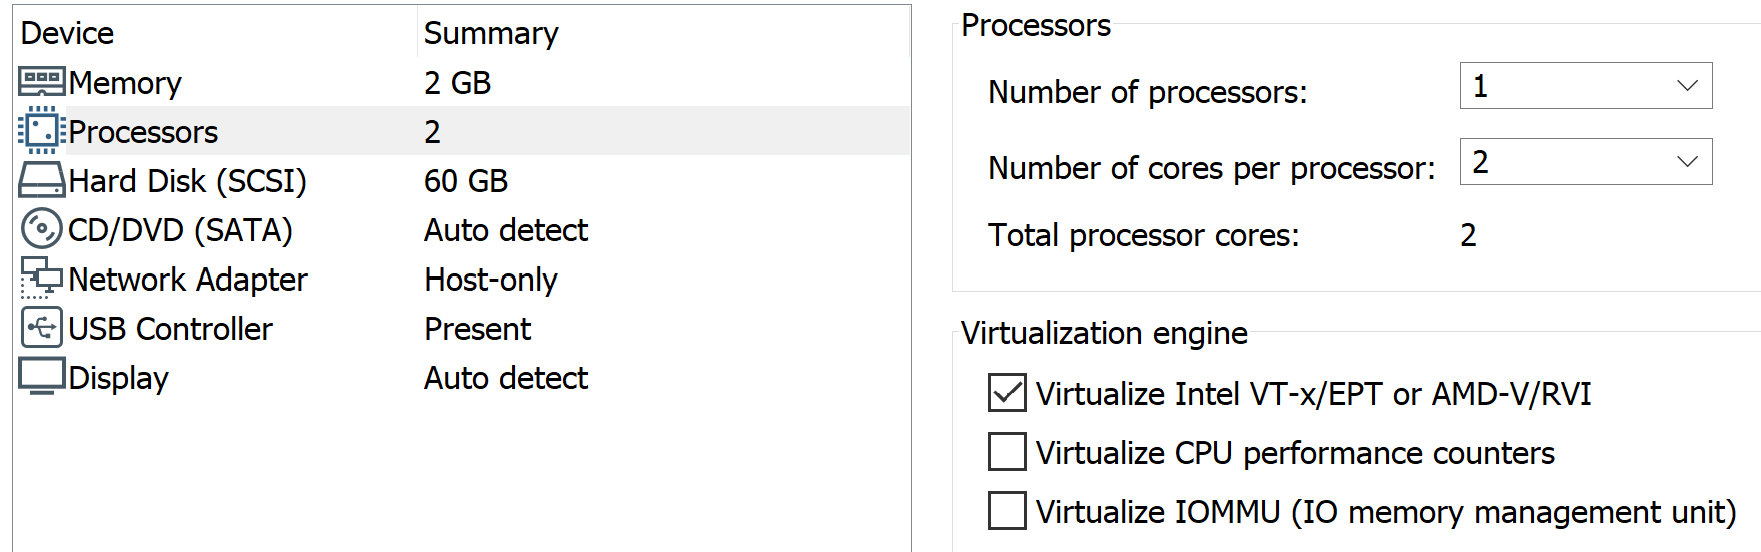 Device Summary
Memory 2 GB
Processors 2
Hard Disk (SCSI) 60 GB
CD/DVD (SATA) Auto detect
Network Adapter Host-only
USB Controller Present
Display Auto detect
Processors
Number of processors: 1
Number of cores per processor: 2
Total processor cores: 2
Virtualization engine
Virtualize Intel VT-x/EPT or AMD-V/RVI
Virtualize CPU performance counters
Virtualize IOMMU (IO memory management unit)